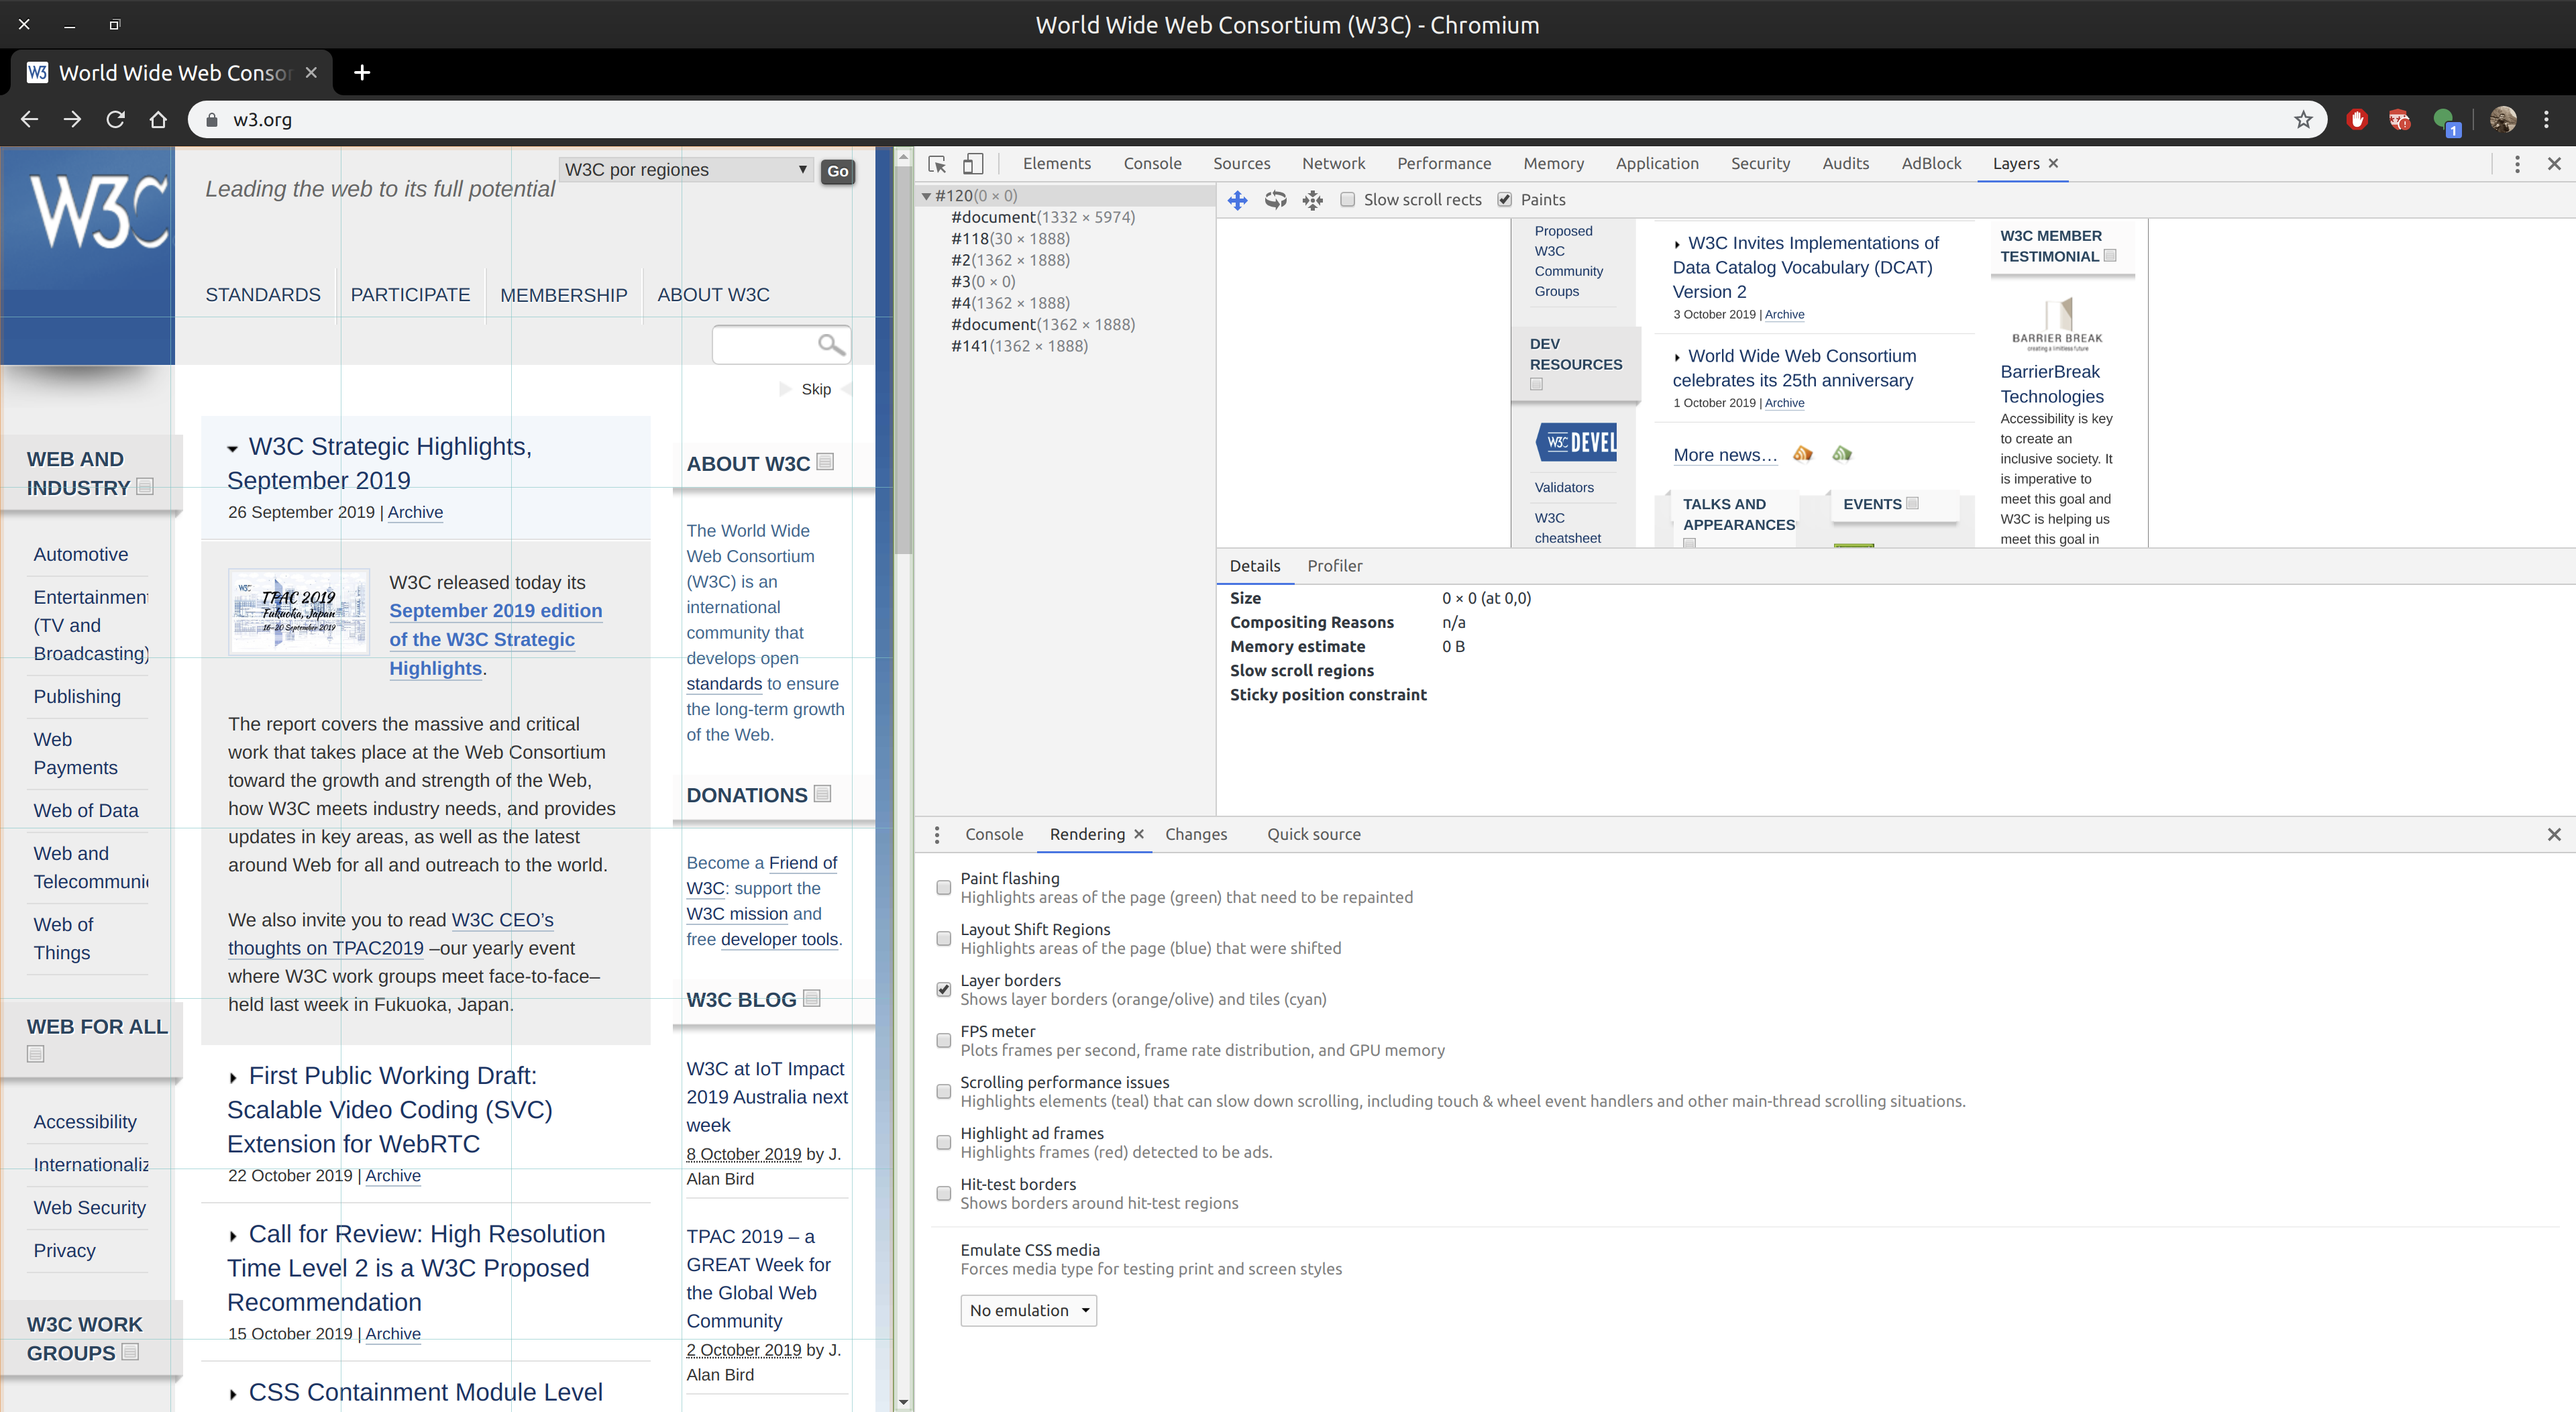 World Wide Web Consortium (W3C) - Chromium
World Wide Web Consor
w3.org
1
W3C
Leading the web to its full potential
W3C por regiones
Go
STANDARDS
PARTICIPATE
MEMBERSHIP
ABOUT W3C
Skip
WEB AND
INDUSTRY
Automotive
Entertainment
(TV and
Broadcasting)
Publishing
Web
Payments
Web of Data
Web and
Telecommuni
Web of
Things
WEB FOR ALL
Accessibility
Internationaliz
Web Security
Privacy
W3C WORK
GROUPS
W3C Strategic Highlights,
September 2019
26 September 2019 | Archive
W3C
TPAC 2019
Fukuoka, Japan
16-20 September 2019
W3C released today its
September 2019 edition
of the W3C Strategic
Highlights.
The report covers the massive and critical
work that takes place at the Web Consortium
toward the growth and strength of the Web,
how W3C meets industry needs, and provides
updates in key areas, as well as the latest
around Web for all and outreach to the world.
We also invite you to read W3C CEO’s
thoughts on TPAC2019 –our yearly event
where W3C work groups meet face-to-face–
held last week in Fukuoka, Japan.
First Public Working Draft:
Scalable Video Coding (SVC)
Extension for WebRTC
22 October 2019 | Archive
Call for Review: High Resolution
Time Level 2 is a W3C Proposed
Recommendation
15 October 2019 | Archive
CSS Containment Module Level
ABOUT W3C
The World Wide
Web Consortium
(W3C) is an
international
community that
develops open
standards to ensure
the long-term growth
of the Web.
DONATIONS
Become a Friend of
W3C: support the
W3C mission and
free developer tools.
W3C BLOG
W3C at IoT Impact
2019 Australia next
week
8 October 2019 by J.
Alan Bird
TPAC 2019 – a
GREAT Week for
the Global Web
Community
2 October 2019 by J.
Alan Bird
Elements
Console
Sources
Network
Performance
Memory
Application
Security
Audits
AdBlock
Layers
#120(0 × 0)
#document(1332 × 5974)
#118(30 × 1888)
#2(1362 × 1888)
#3(0 × 0)
#4(1362 × 1888)
#document(1362 × 1888)
#141(1362 × 1888)
Slow scroll rects
Paints
Proposed
W3C
Community
Groups
DEV
RESOURCES
W3C DEVEL
Validators
W3C
cheatsheet
W3C Invites Implementations of
Data Catalog Vocabulary (DCAT)
Version 2
3 October 2019 | Archive
World Wide Web Consortium
celebrates its 25th anniversary
1 October 2019 | Archive
More news…
TALKS AND
APPEARANCES
EVENTS
W3C MEMBER
TESTIMONIAL
BARRIER BREAK
creating a limitless future
BarrierBreak
Technologies
Accessibility is key
to create an
inclusive society. It
is imperative to
meet this goal and
W3C is helping us
meet this goal in
Details
Profiler
Size 0 × 0 (at 0,0)
Compositing Reasons n/a
Memory estimate 0 B
Slow scroll regions
Sticky position constraint
Console
Rendering
Changes
Quick source
Paint flashing
Highlights areas of the page (green) that need to be repainted
Layout Shift Regions
Highlights areas of the page (blue) that were shifted
Layer borders
Shows layer borders (orange/olive) and tiles (cyan)
FPS meter
Plots frames per second, frame rate distribution, and GPU memory
Scrolling performance issues
Highlights elements (teal) that can slow down scrolling, including touch & wheel event handlers and other main-thread scrolling situations.
Highlight ad frames
Highlights frames (red) detected to be ads.
Hit-test borders
Shows borders around hit-test regions
Emulate CSS media
Forces media type for testing print and screen styles
No emulation